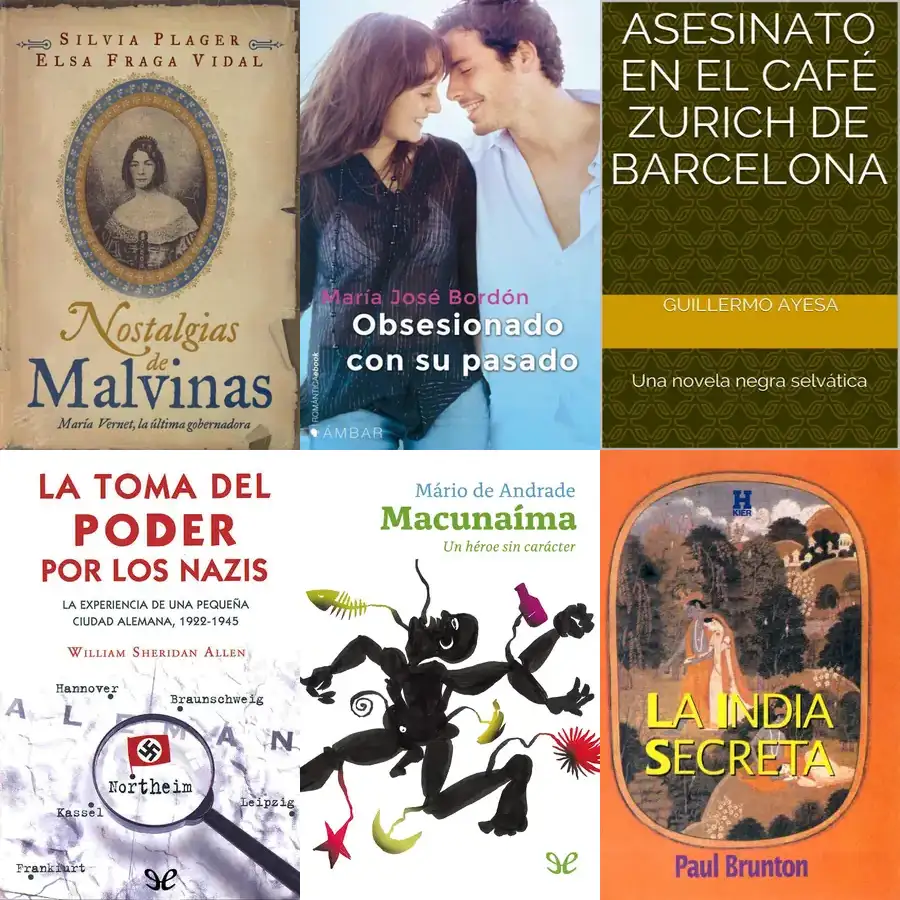 SILVIA PLAGER
ELSA FRAGA VIDAL
Nostalgias
de
Malvinas
María Vernet, la última gobernadora
María José Bordón
Obsesionado
con su pasado
ROMÁNTICAebook
ÁMBAR
ASESINATO
EN EL CAFÉ
ZURICH DE
BARCELONA
GUILLERMO AYESA
Una novela negra selvática
LA TOMA DEL
PODER
POR LOS NAZIS
LA EXPERIENCIA DE UNA PEQUEÑA
CIUDAD ALEMANA, 1922-1945
WILLIAM SHERIDAN ALLEN
Hannover
Braunschweig
ALEMAN
Northeim
Kassel
Leipzig
Frankfurt
Mário de Andrade
Macunaíma
Un héroe sin carácter
H
KIER
LA INDIA
SECRETA
Paul Brunton